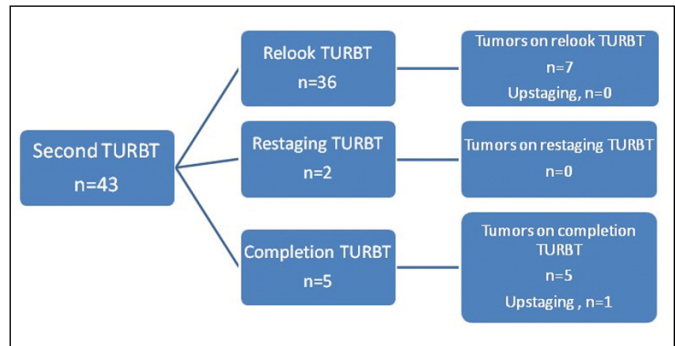 Second TURBT
n=43
Relook TURBT
n=36
Tumors on relook TURBT
n=7
Upstaging, n=0
Restaging TURBT
n=2
Tumors on restaging TURBT
n=0
Completion TURBT
n=5
Tumors on completion
TURBT
n=5
Upstaging , n=1